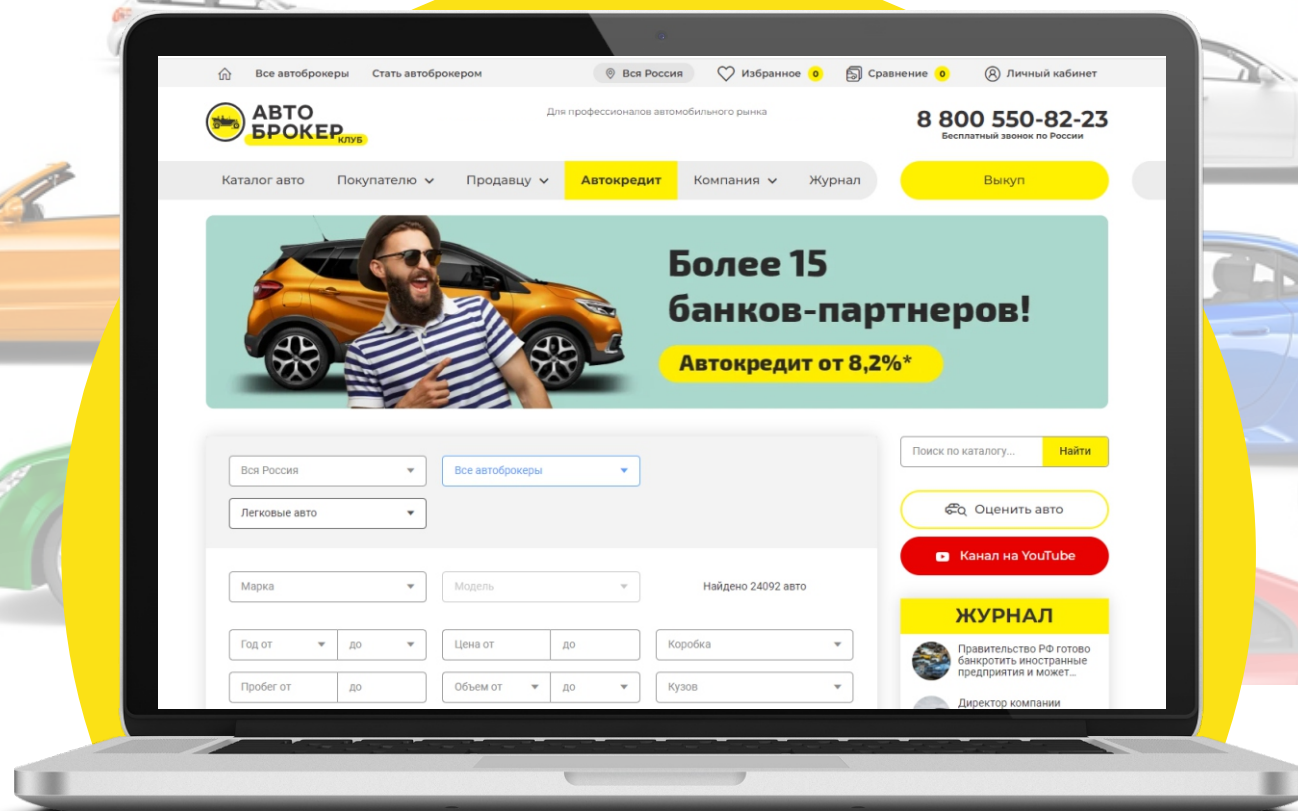 Все автоброкеры Стать автоброкером Вся Россия Избранное 0 Сравнение 0 Личный кабинет
АВТО
БРОКЕР
КЛУБ
Для профессионалов автомобильного рынка
8 800 550-82-23
Бесплатный звонок по России
Каталог авто Покупателю Продавцу Автокредит Компания Журнал Выкуп
Более 15
банков-партнеров!
Автокредит от 8,2%*
Вся Россия Все автоброкеры
Легковые авто
Марка Модель Найдено 24092 авто
Год от до Цена от до Коробка
Пробег от до Объем от до Кузов
Поиск по каталогу... Найти
Оценить авто
Канал на YouTube
ЖУРНАЛ
Правительство РФ готово
банкротить иностранные
предприятия и может...
Директор компании